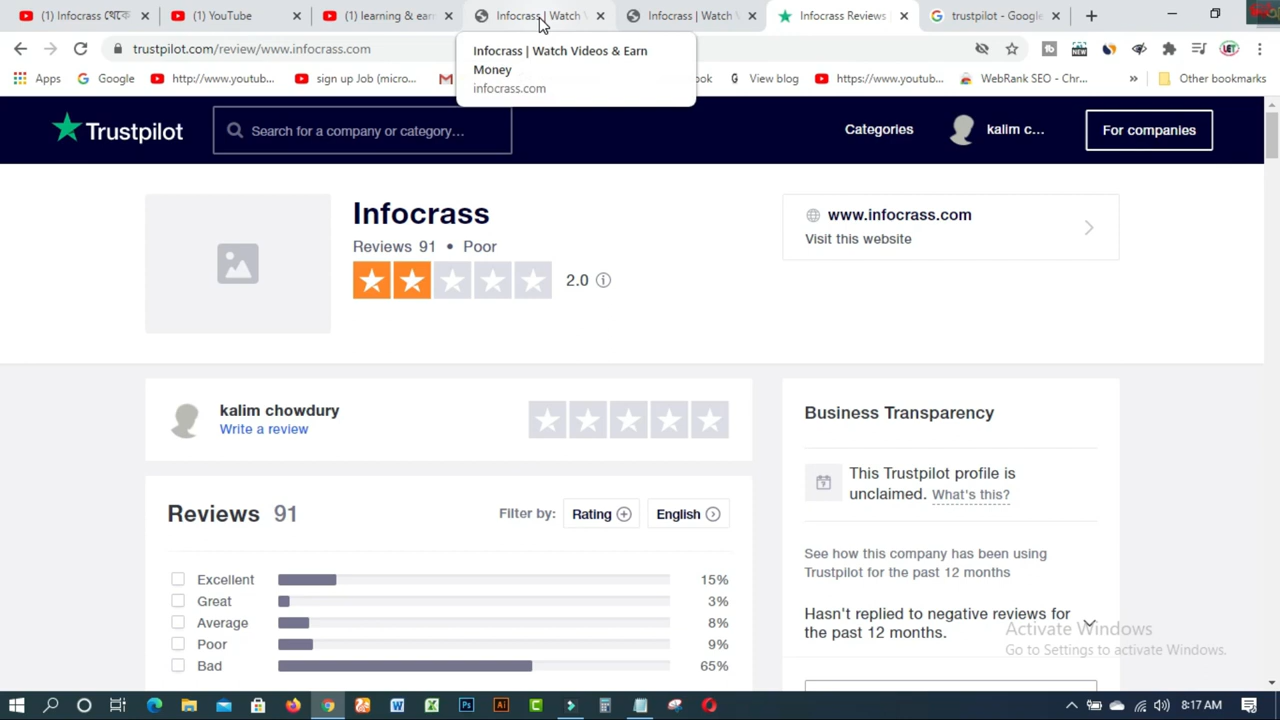 (1) Infocrass থেকে
(1) YouTube
(1) learning & earn
Infocrass | Watch
Infocrass | Watch V
Infocrass Reviews
trustpilot - Google
trustpilot.com/review/www.infocrass.com
NEW
LET
Infocrass | Watch Videos & Earn
Money
infocrass.com
Apps
Google
http://www.youtub...
sign up Job (micro...
ook
View blog
https://www.youtu...
WebRank SEO - Chr...
»
Other bookmarks
Trustpilot
Search for a company or category...
Categories
kalim c...
For companies
Infocrass
Reviews 91 • Poor
2.0
www.infocrass.com
Visit this website
kalim chowdury
Write a review
Business Transparency
This Trustpilot profile is
unclaimed. What's this?
Reviews 91
Filter by:
Rating
English
See how this company has been using
Trustpilot for the past 12 months
Excellent 15%
Great 3%
Average 8%
Poor 9%
Bad 65%
Hasn't replied to negative reviews for
the past 12 months.
Activate Windows
Go to Settings to activate Windows.
8:17 AM